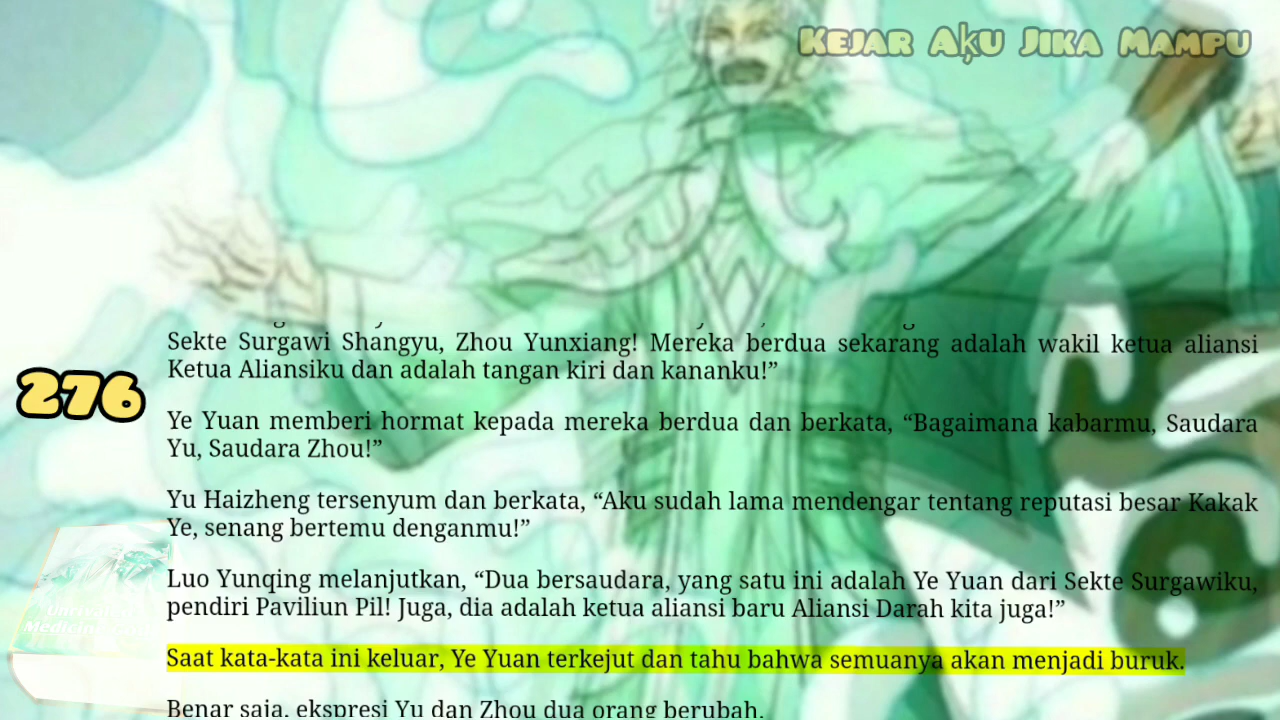 Kejar Aķu Jika Mampu
Sekte Surgawi Shangyu, Zhou Yunxiang! Mereka berdua sekarang adalah wakil ketua aliansi
Ketua Aliansiku dan adalah tangan kiri dan kananku!”
276
Ye Yuan memberi hormat kepada mereka berdua dan berkata, “Bagaimana kabarmu, Saudara
Yu, Saudara Zhou!”
Yu Haizheng tersenyum dan berkata, “Aku sudah lama mendengar tentang reputasi besar Kakak
Ye, senang bertemu denganmu!”
Luo Yunqing melanjutkan, “Dua bersaudara, yang satu ini adalah Ye Yuan dari Sekte Surgawiku,
pendiri Paviliun Pil! Juga, dia adalah ketua aliansi baru Aliansi Darah kita juga!”
Saat kata-kata ini keluar, Ye Yuan terkejut dan tahu bahwa semuanya akan menjadi buruk.
Benar saja, ekspresi Yu dan Zhou dua orang berubah.